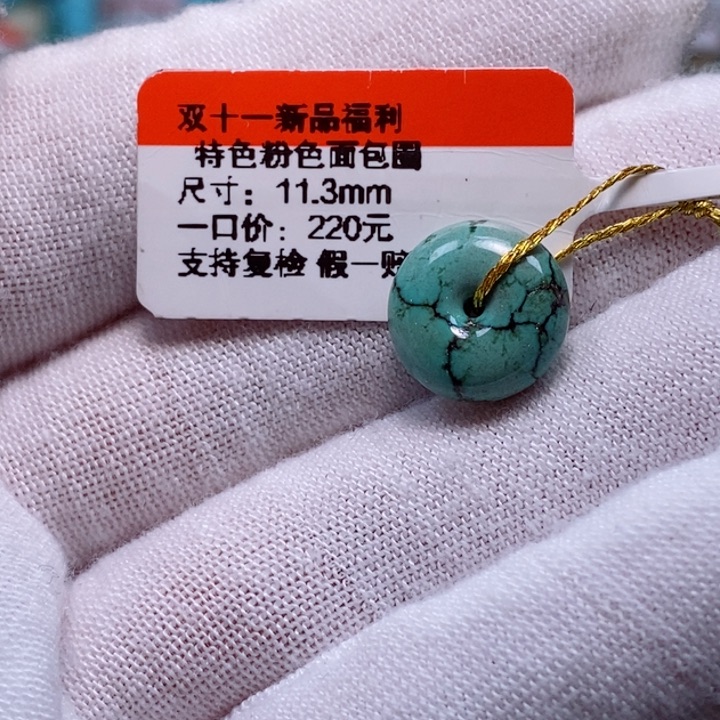 双十一新品福利
特色粉色面包圈
尺寸：11.3mm
一口价：220元
支持复检 假一赔